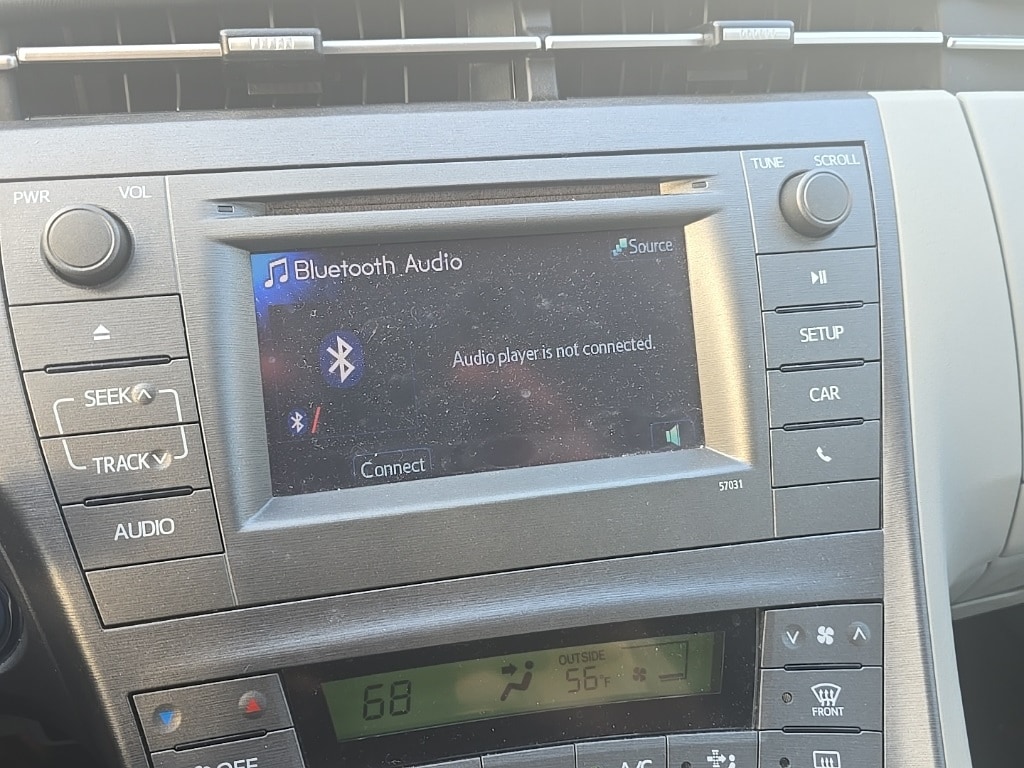 PWR
VOL
TUNE
SCROLL
Bluetooth Audio
Source
Audio player is not connected.
Connect
SEEK
TRACK
AUDIO
SETUP
CAR
57031
68
OUTSIDE
56°F
FRONT
OFF
A/C